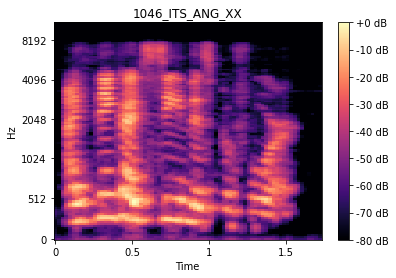 1046_ITS_ANG_XX
+0 dB
8192
-10 dB
4096
-20 dB
-30 dB
2048
Hz
-40 dB
1024
-50 dB
512
-60 dB
-70 dB
0
-80 dB
0 0.5 1 1.5
Time